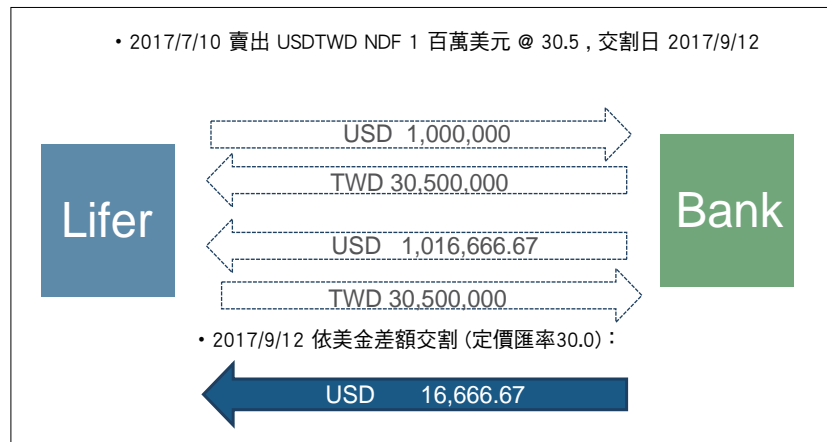 • 2017/7/10 賣出 USDTWD NDF 1 百萬美元 @ 30.5 , 交割日 2017/9/12
USD 1,000,000
TWD 30,500,000
Lifer
Bank
USD 1,016,666.67
TWD 30,500,000
• 2017/9/12 依美金差額交割 (定價匯率30.0)：
USD 16,666.67